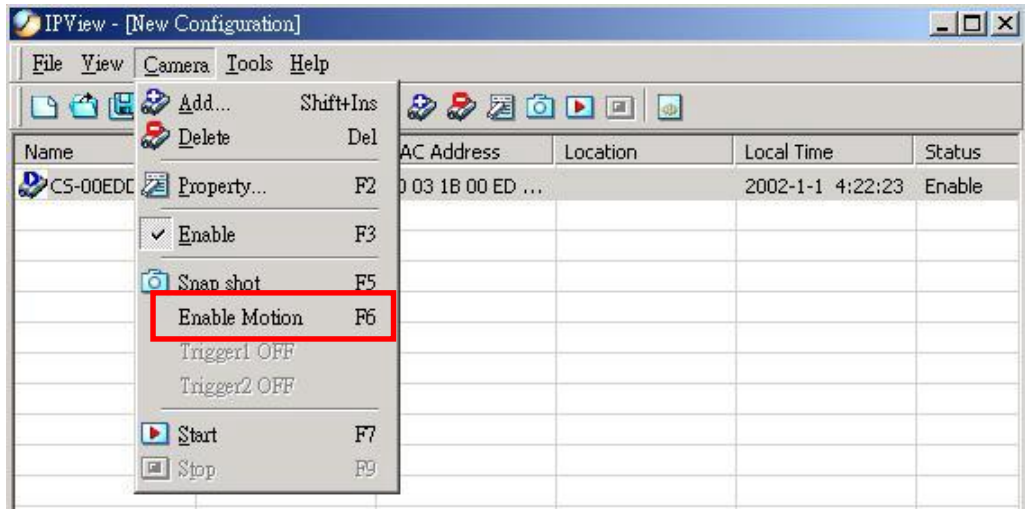 IPView - [New Configuration]
File View Camera Tools Help
Add... Shift+Ins
Delete Del
Property... F2
Enable F3
Snap shot F5
Enable Motion F6
Trigger1 OFF
Trigger2 OFF
Start F7
Stop F9
Name AC Address Location Local Time Status
CS-00EDD 0 03 1B 00 ED ... 2002-1-1 4:22:23 Enable